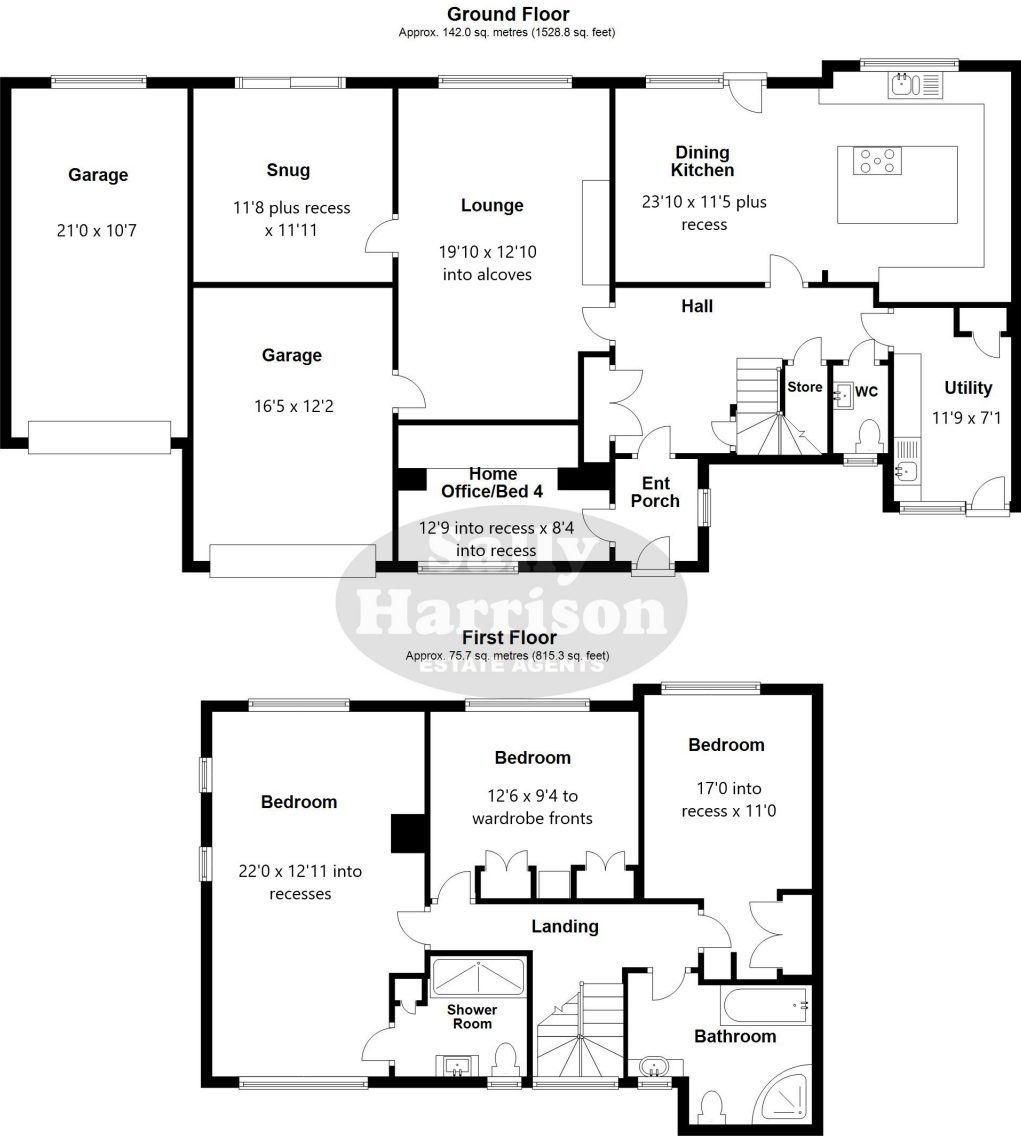 Ground Floor
Approx. 142.0 sq. metres (1528.8 sq. feet)
Garage
21'0 x 10'7
Snug
11'8 plus recess
x 11'11
Lounge
19'10 x 12'10
into alcoves
Dining
Kitchen
23'10 x 11'5 plus
recess
Hall
Garage
16'5 x 12'2
Store
WC
Utility
11'9 x 7'1
Home
Office/Bed 4
12'9 into recess x 8'4
into recess
Ent
Porch
Sally
Harrison
ESTATE AGENTS
First Floor
Approx. 75.7 sq. metres (815.3 sq. feet)
Bedroom
22'0 x 12'11 into
recesses
Bedroom
12'6 x 9'4 to
wardrobe fronts
Bedroom
17'0 into
recess x 11'0
Landing
Shower
Room
Bathroom